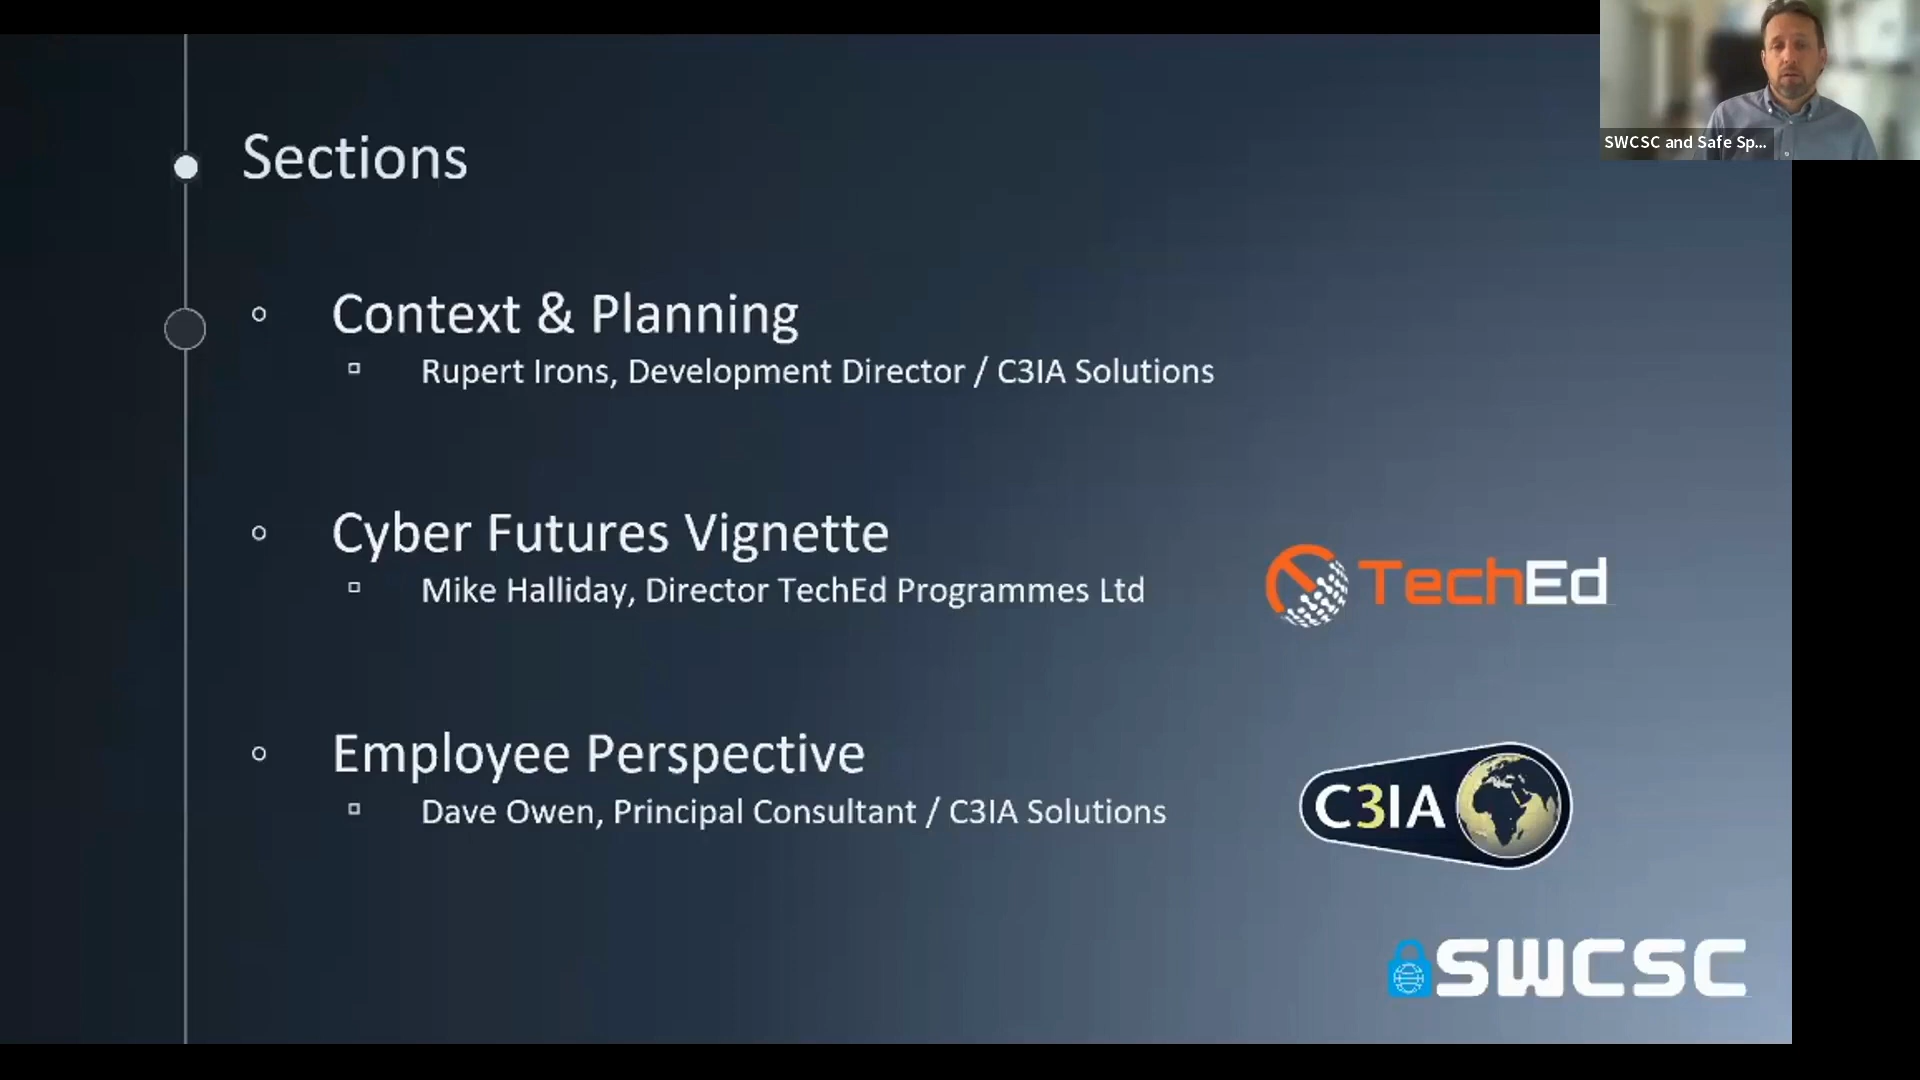 SWCSC and Safe Sp...
Sections
Context & Planning
Rupert Irons, Development Director / C3IA Solutions
Cyber Futures Vignette
Mike Halliday, Director TechEd Programmes Ltd
TechEd
Employee Perspective
Dave Owen, Principal Consultant / C3IA Solutions
C3IA
SWCSC